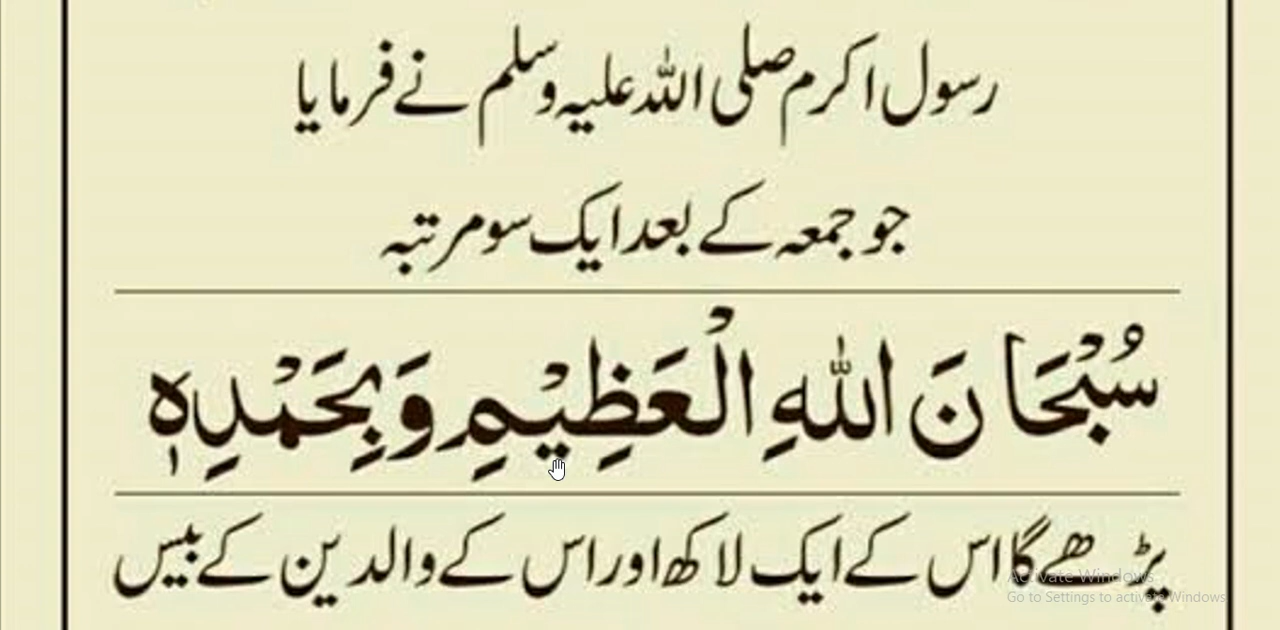 رسول اکرم صلی اللہ علیہ وسلم نے فرمایا
جو جمعہ کے بعد ایک سو مرتبہ
سُبْحَانَ اللّٰهِ الْعَظِیْمِ وَبِحَمْدِهٖ
پڑھے گا اس کے ایک لاکھ اور اس کے والدین کے بیس
Activate Windows
Go to Settings to activate Windows.